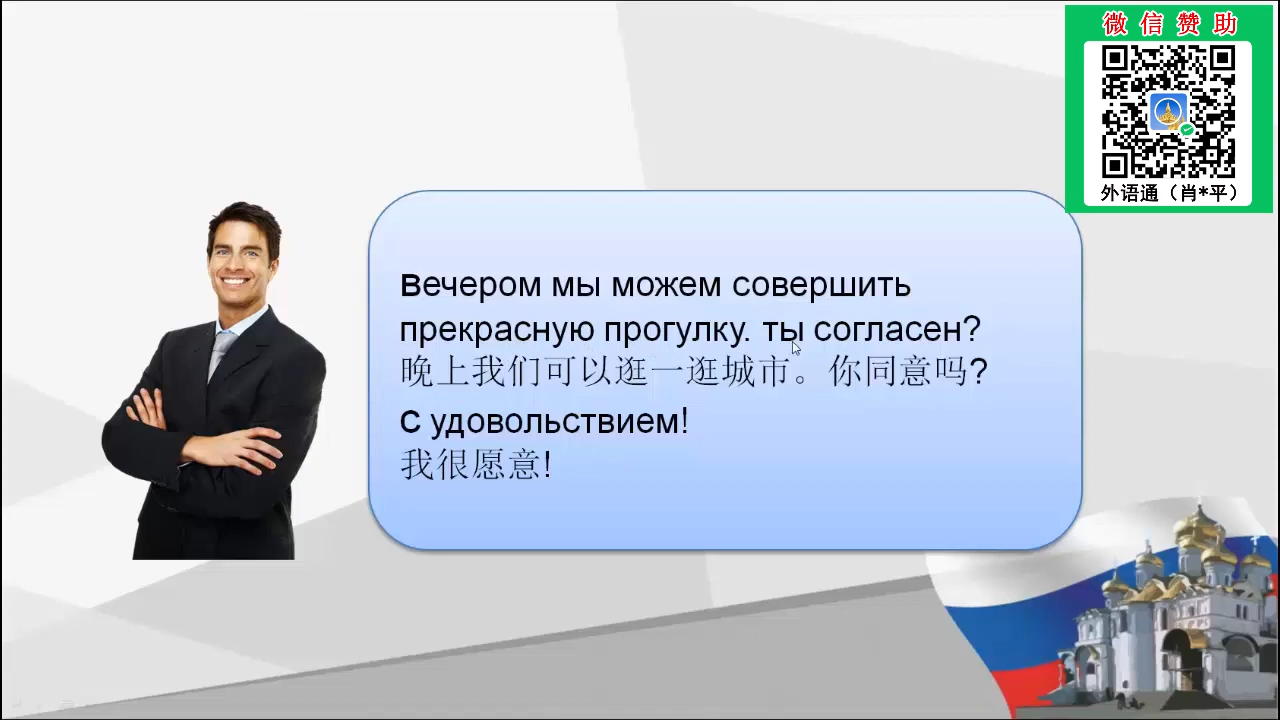 微信赞助
外语通（肖*平）
Вечером мы можем совершить
прекрасную прогулку. ты согласен?
晚上我们可以逛一逛城市。你同意吗?
С удовольствием!
我很愿意!